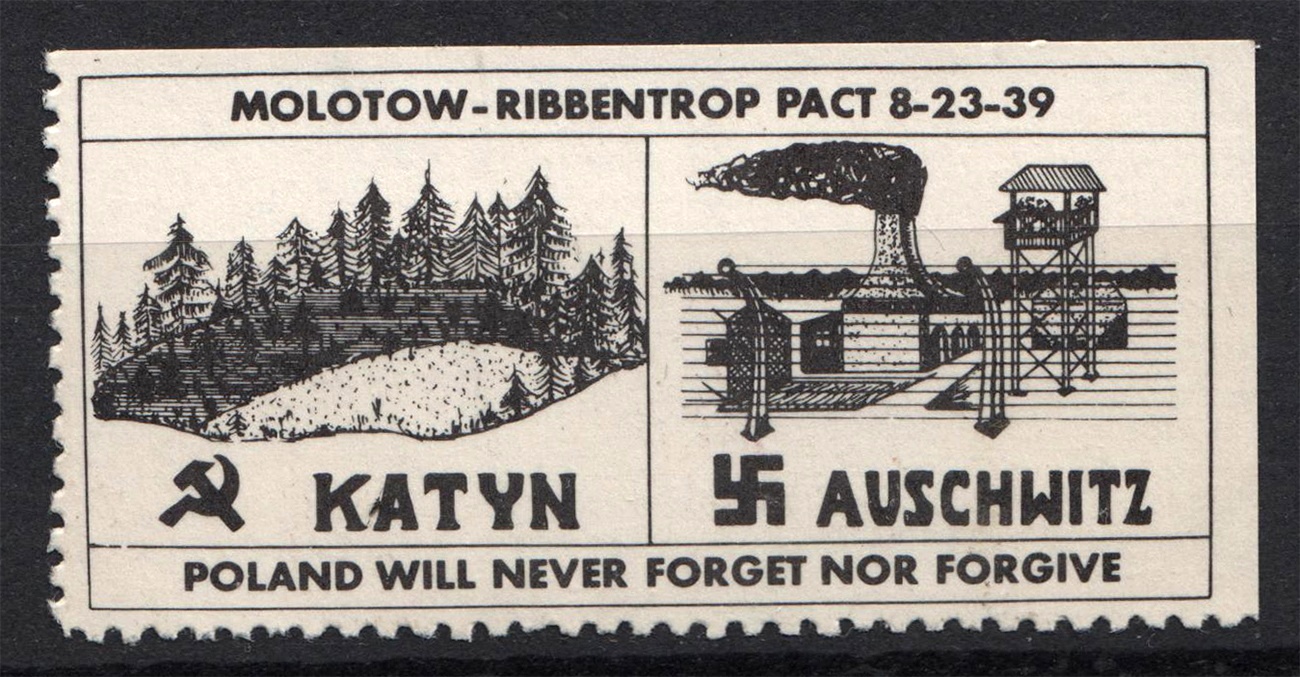 MOLOTOW-RIBBENTROP PACT 8-23-39
KATYN
AUSCHWITZ
POLAND WILL NEVER FORGET NOR FORGIVE